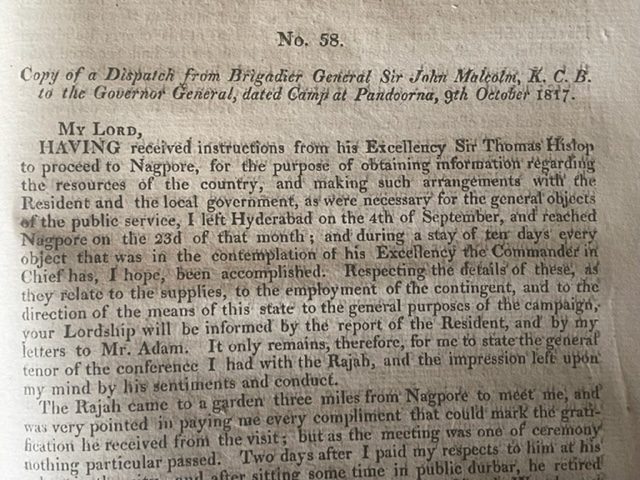 No. 58.
Copy of a Dispatch from Brigadier General Sir John Malcolm, K. C. B.
to the Governor General, dated Camp at Pandoorna, 9th October 1817.
My Lord,
HAVING received instructions from his Excellency Sir Thomas Hislop
to proceed to Nagpore, for the purpose of obtaining information regarding
the resources of the country, and making such arrangements with the
Resident and the local government, as were necessary for the general objects
of the public service, I left Hyderabad on the 4th of September, and reached
Nagpore on the 23d of that month; and during a stay of ten days every
object that was in the contemplation of his Excellency the Commander in
Chief has, I hope, been accomplished. Respecting the details of these, as
they relate to the supplies, to the employment of the contingent, and to the
direction of the means of this state to the general purposes of the campaign,
your Lordship will be informed by the report of the Resident, and by my
letters to Mr. Adam. It only remains, therefore, for me to state the general
tenor of the conference I had with the Rajah, and the impression left upon
my mind by his sentiments and conduct.
The Rajah came to a garden three miles from Nagpore to meet me, and
was very pointed in paying me every compliment that could mark the grati-
fication he received from the visit; but as the meeting was one of ceremony
nothing particular passed. Two days after I paid my respects to him at his
and after sitting some time in public durbar, he retired